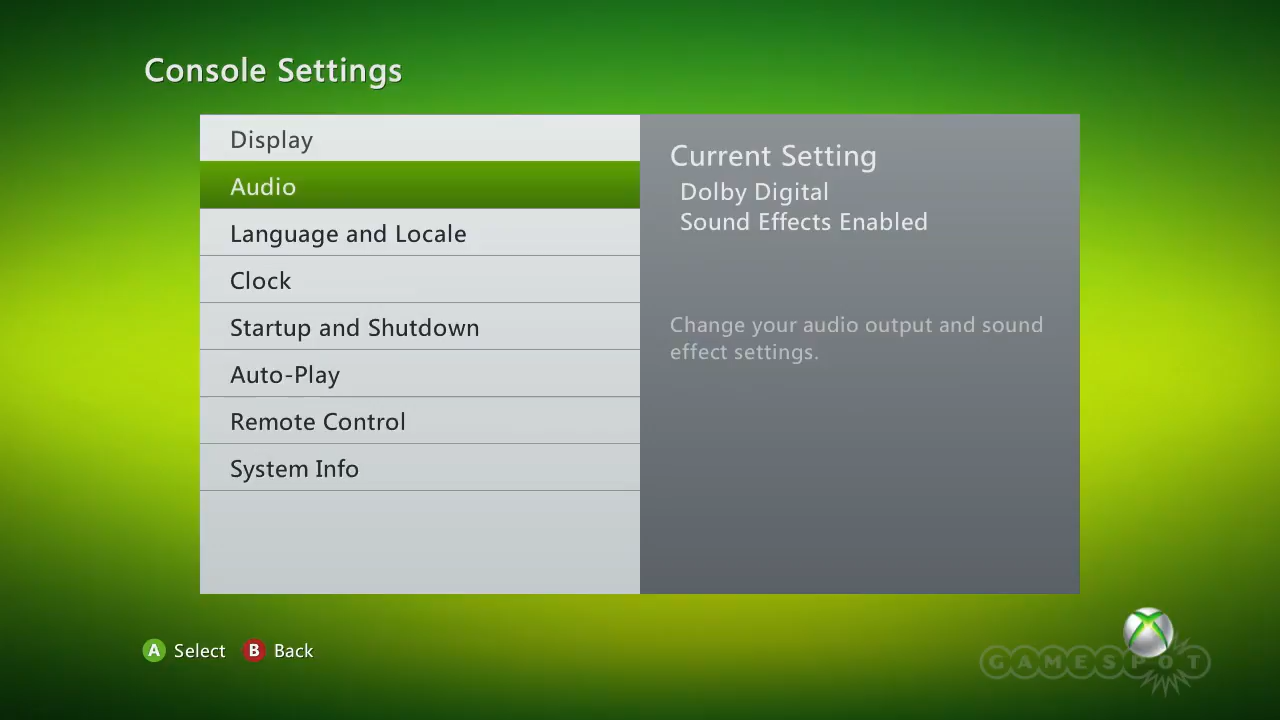 Console Settings
Display
Audio
Language and Locale
Clock
Startup and Shutdown
Auto-Play
Remote Control
System Info
Current Setting
Dolby Digital
Sound Effects Enabled
Change your audio output and sound
effect settings.
A Select B Back
GAMESPOT